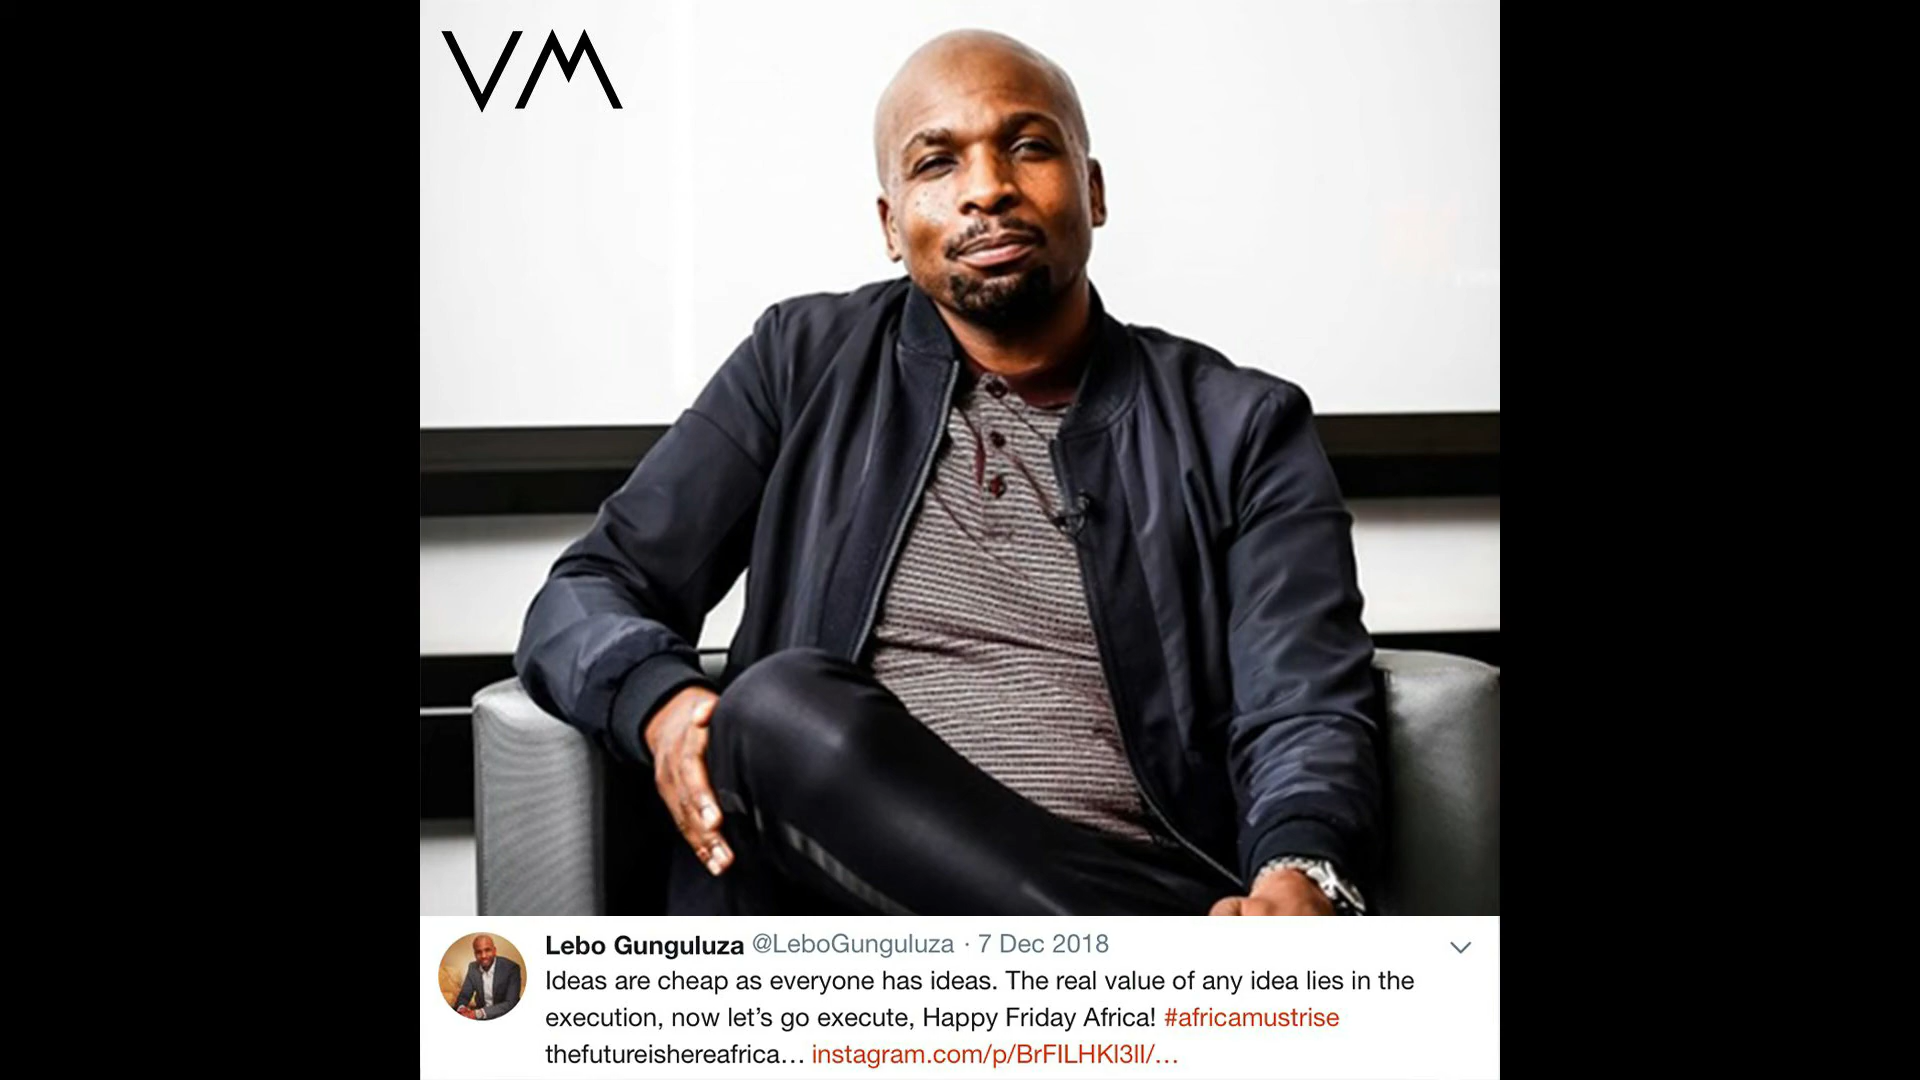 VM
Lebo Gunguluza @LeboGunguluza · 7 Dec 2018
Ideas are cheap as everyone has ideas. The real value of any idea lies in the
execution, now let’s go execute, Happy Friday Africa! #africamustrise
thefutureishereafrica… instagram.com/p/BrFILHKl3lI/…